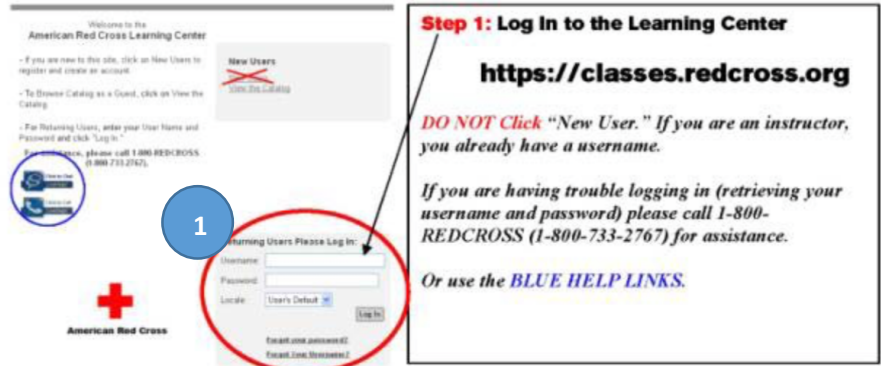 Welcome to the
American Red Cross Learning Center
- If you are new to this site, click on New Users to
register and create an account.
- To Browse Catalog as a Guest, click on View the
Catalog.
- For Returning Users, enter your User Name and
Password and click "Log In."
For assistance, please call 1-800-REDCROSS
(1-800-733-2767).
New Users
View the Catalog
1
Returning Users Please Log In:
Username
Password
Locale User's Default
Log In
Forgot your password?
Forgot Your Username?
American Red Cross
Step 1: Log In to the Learning Center
https://classes.redcross.org
DO NOT Click “New User.” If you are an instructor,
you already have a username.
If you are having trouble logging in (retrieving your
username and password) please call 1-800-
REDCROSS (1-800-733-2767) for assistance.
Or use the BLUE HELP LINKS.